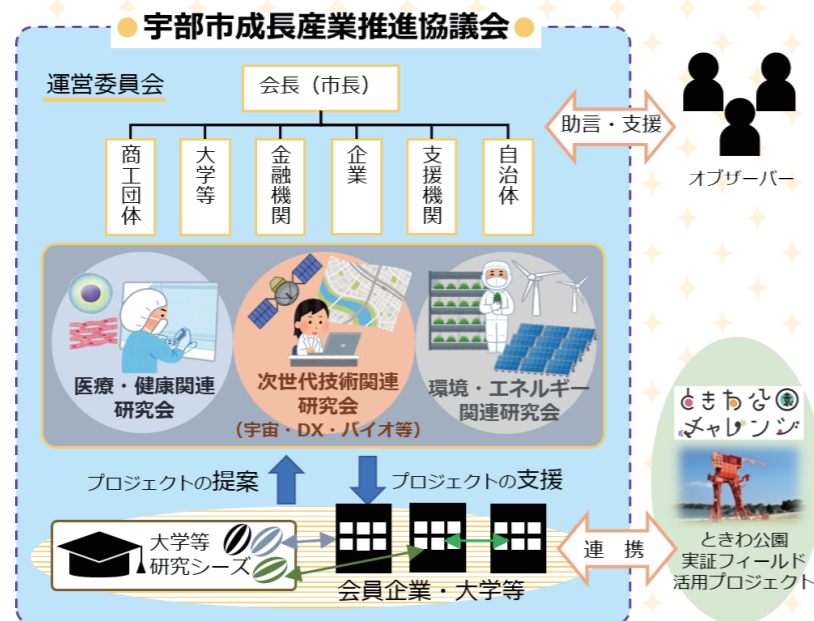 宇部市成長産業推進協議会
運営委員会
会長（市長）
商工団体
大学等
金融機関
企業
支援機関
自治体
助言・支援
オブザーバー
医療・健康関連
研究会
次世代技術関連
研究会
（宇宙・DX・バイオ等）
環境・エネルギー
関連研究会
プロジェクトの提案
プロジェクトの支援
大学等
研究シーズ
会員企業・大学等
連　携
ときわ公園
チャレンジ
ときわ公園
実証フィールド
活用プロジェクト